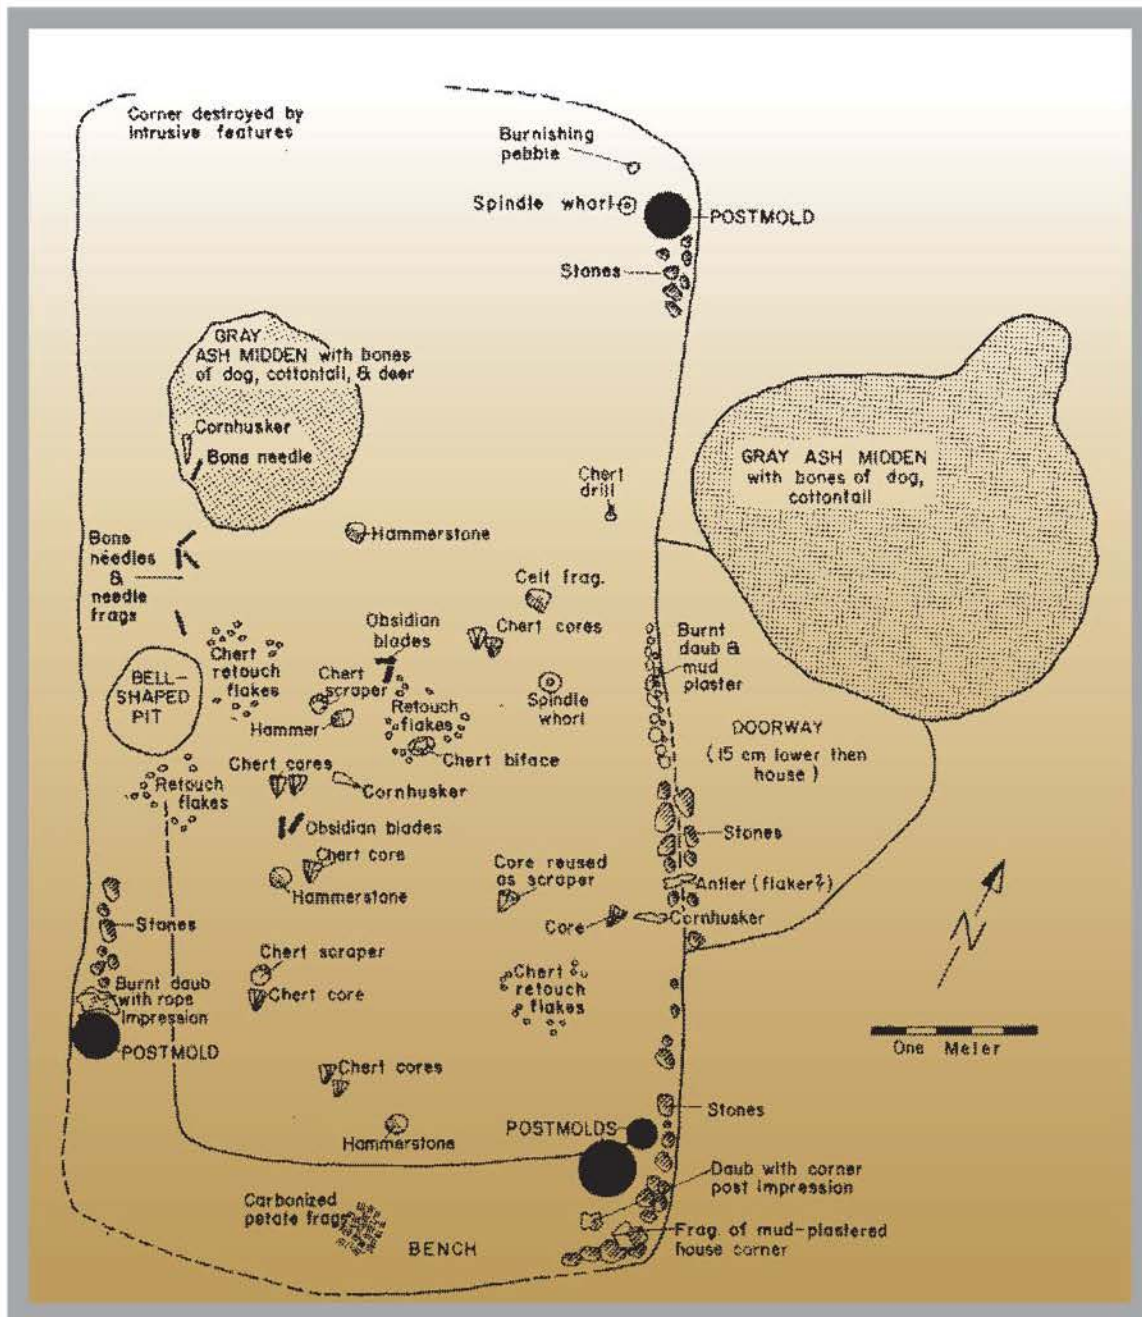 Corner destroyed by
intrusive features
Burnishing
pebble
Spindle whorl
POSTMOLD
Stones
GRAY
ASH MIDDEN with bones
of dog, cottontail, & deer
Cornhusker
Bone needle
GRAY ASH MIDDEN
with bones of dog,
cottontail
Chert
drill
Bone
needles
&
needle
frags
Hammerstone
Celt frag.
Chert cores
Obsidian
blades
Burnt
daub &
mud
plaster
Chert
retouch
flakes
BELL-
SHAPED
PIT
Chert
scraper
Hammer
Retouch
flakes
Spindle
whorl
Chert biface
DOORWAY
(15 cm lower then
house)
Chert cores
Cornhusker
Retouch
flakes
Obsidian blades
Stones
Chert core
Hammerstone
Core reused
as scraper
Antler (flaker?)
Core
Cornhusker
Stones
Chert scraper
Chert core
Chert
retouch
flakes
Burnt daub
with rope
impression
POSTMOLD
N
One Meter
Chert cores
Stones
Hammerstone
POSTMOLDS
Daub with corner
post impression
Carbonized
petate frags
BENCH
Frag. of mud-plastered
house corner